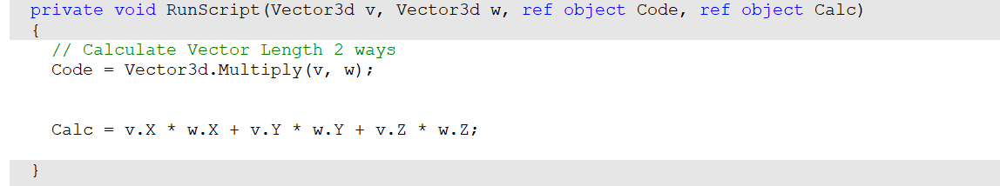 private void RunScript(Vector3d v, Vector3d w, ref object Code, ref object Calc)
{
// Calculate Vector Length 2 ways
Code = Vector3d.Multiply(v, w);
Calc = v.X * w.X + v.Y * w.Y + v.Z * w.Z;
}